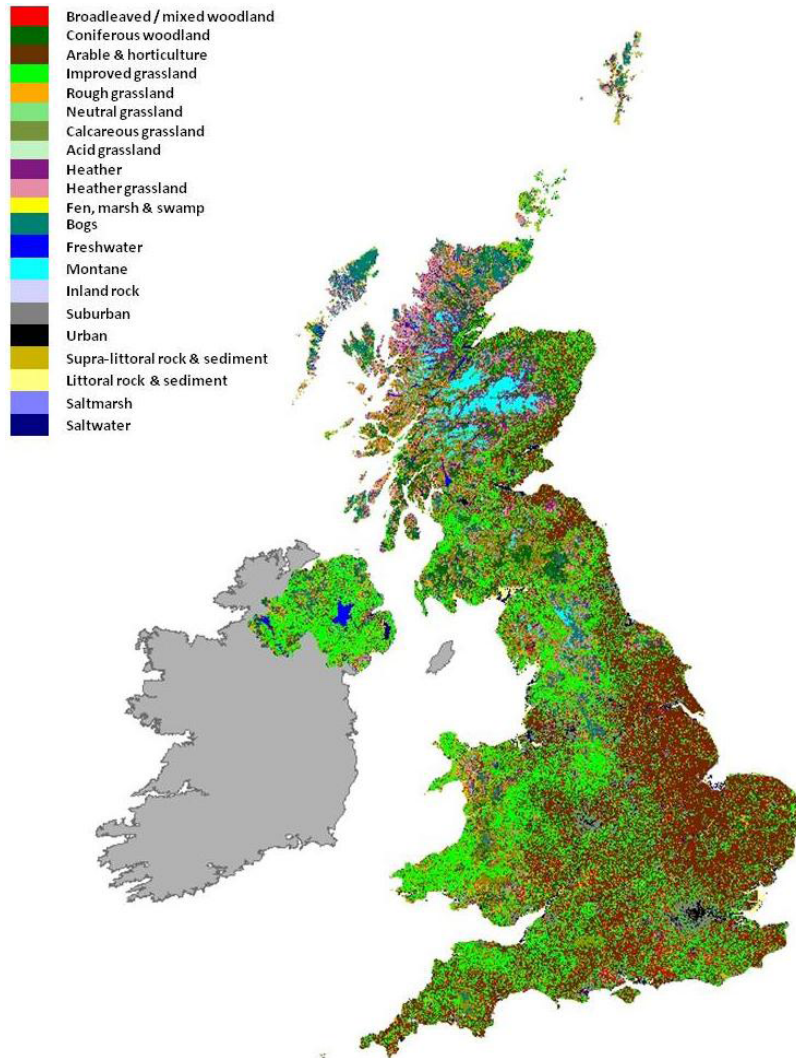 Broadleaved / mixed woodland
Coniferous woodland
Arable & horticulture
Improved grassland
Rough grassland
Neutral grassland
Calcareous grassland
Acid grassland
Heather
Heather grassland
Fen, marsh & swamp
Bogs
Freshwater
Montane
Inland rock
Suburban
Urban
Supra-littoral rock & sediment
Littoral rock & sediment
Saltmarsh
Saltwater